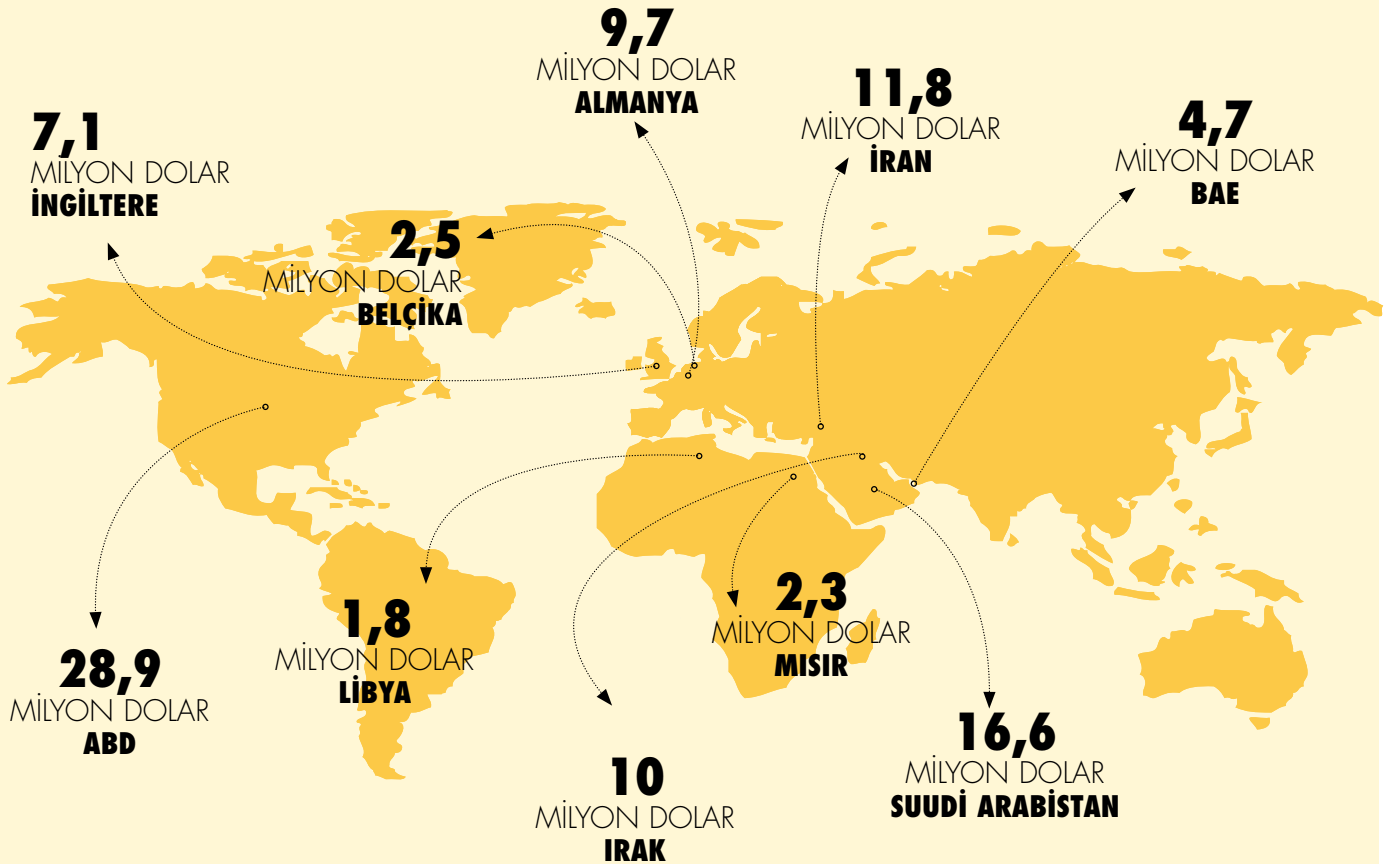 9,7
MİLYON DOLAR
ALMANYA
11,8
MİLYON DOLAR
İRAN
4,7
MİLYON DOLAR
BAE
7,1
MİLYON DOLAR
İNGİLTERE
2,5
MİLYON DOLAR
BELÇİKA
1,8
MİLYON DOLAR
LİBYA
2,3
MİLYON DOLAR
MISIR
28,9
MİLYON DOLAR
ABD
16,6
MİLYON DOLAR
SUUDİ ARABİSTAN
10
MİLYON DOLAR
IRAK